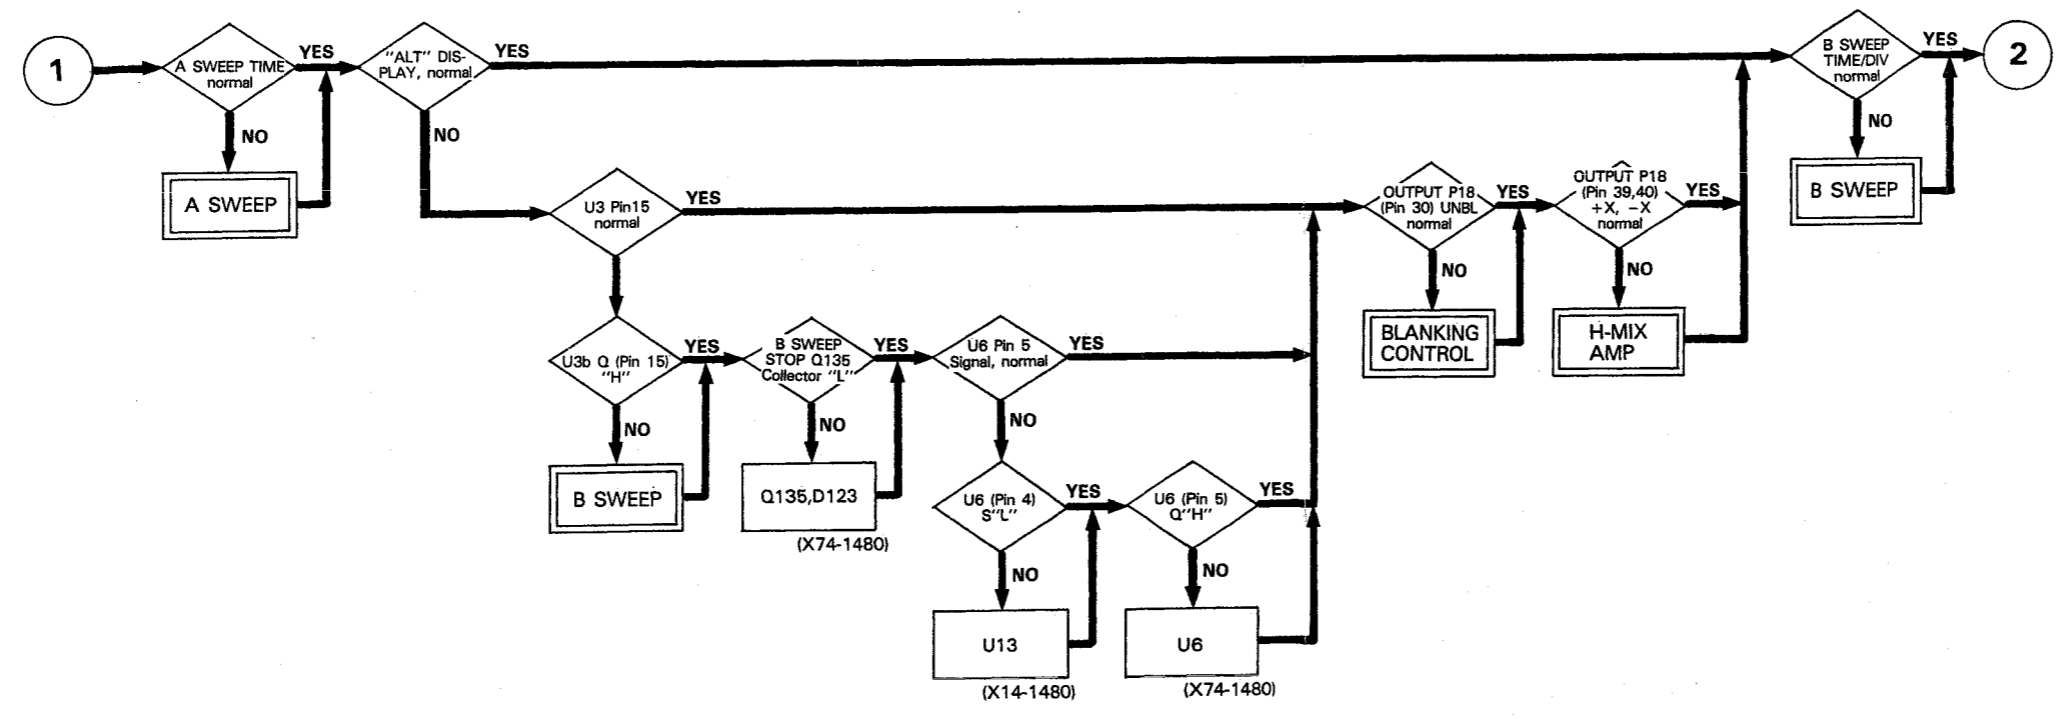 1
A SWEEP TIME
normal
YES
NO
A SWEEP
"ALT" DIS-
PLAY, normal
YES
NO
U3 Pin15
normal
YES
U3b Q (Pin 15)
"H"
YES
NO
B SWEEP
B SWEEP
STOP Q135
Collector "L"
YES
NO
Q135,D123
(X74-1480)
U6 Pin 5
Signal, normal
YES
NO
U6 (Pin 4)
S"L"
YES
NO
U13
(X14-1480)
U6 (Pin 5)
Q"H"
YES
NO
U6
(X74-1480)
OUTPUT P18
(Pin 30) UNBL
normal
YES
NO
BLANKING
CONTROL
OUTPUT P18
(Pin 39,40)
+X, -X
normal
YES
NO
H-MIX
AMP
B SWEEP
TIME/DIV
normal
YES
NO
B SWEEP
2